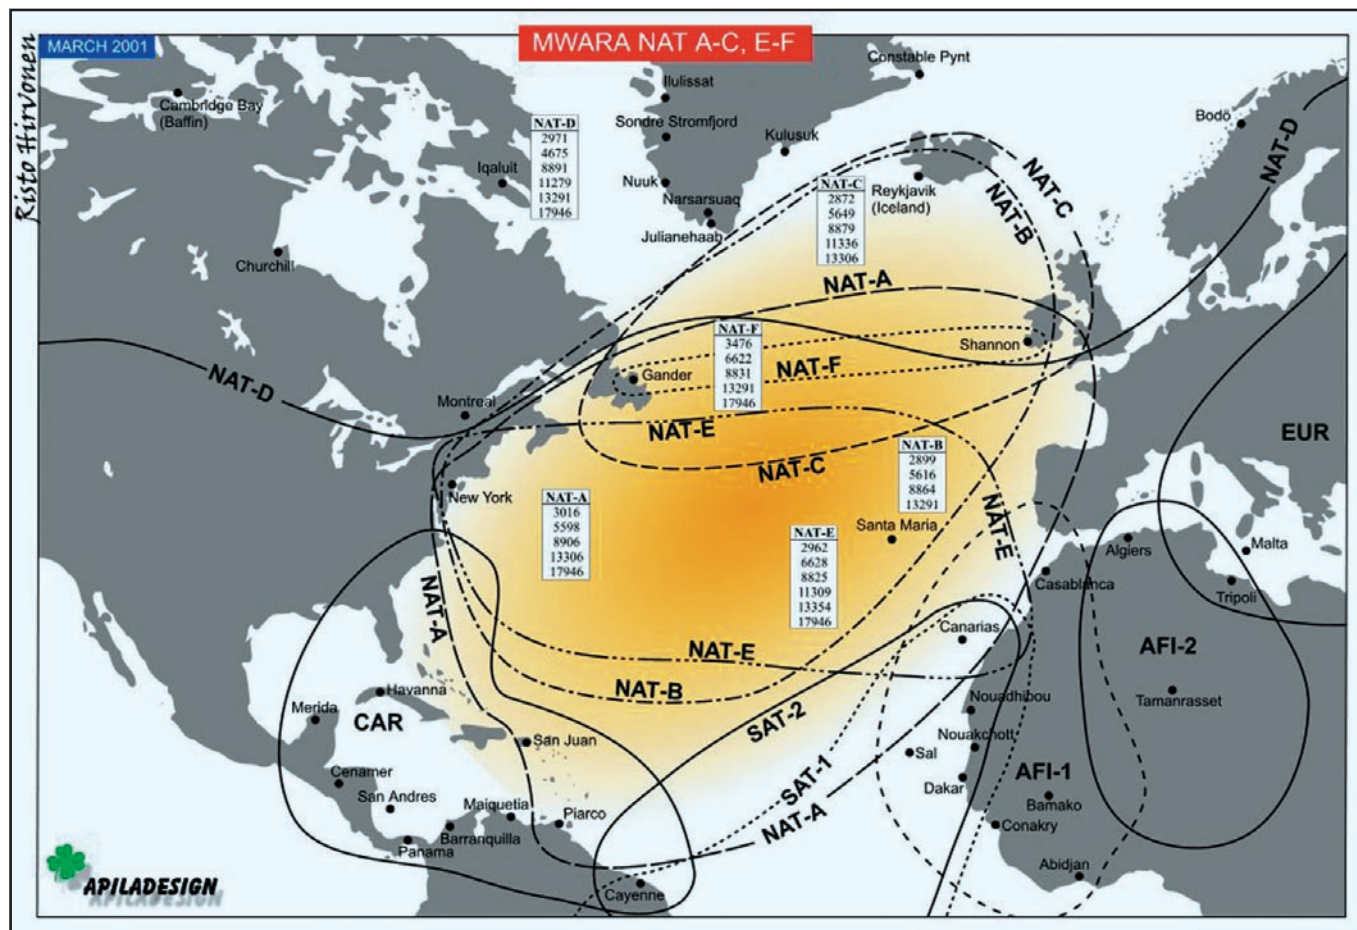 Risto Hirvonen
MARCH 2001
MWARA NAT A-C, E-F
Constable Pynt
Ilulissat
Cambridge Bay
(Baffin)
Sondre Stromfjord
Kulusuk
Bodö
NAT-D
NAT-D
2971
4675
8891
11279
13291
17946
Iqaluit
Nuuk
Narsarsuaq
Julianehaab
NAT-C
2872
5649
8879
11336
13306
Reykjavik
(Iceland)
NAT-B
NAT-C
Churchill
NAT-A
NAT-F
3476
6622
8831
13291
17946
Shannon
NAT-F
Gander
NAT-D
Montreal
NAT-E
NAT-C
EUR
NAT-B
2899
5616
8864
13291
New York
NAT-A
3016
5598
8906
13306
17946
NAT-E
2962
6628
8825
11309
13354
17946
Santa Maria
NAT-E
Algiers
Malta
Casablanca
Tripoli
NAT-A
Canarias
NAT-E
AFI-2
NAT-B
Havanna
Merida
CAR
SAT-2
Nouadhibou
Tamanrasset
San Juan
Nouakchott
Sal
Cenamer
SAT-1
Dakar
AFI-1
San Andres
Maiquetia
Piarco
NAT-A
Bamako
Conakry
Barranquilla
Panama
Abidjan
Cayenne
APILADESIGN
APILADESIGN